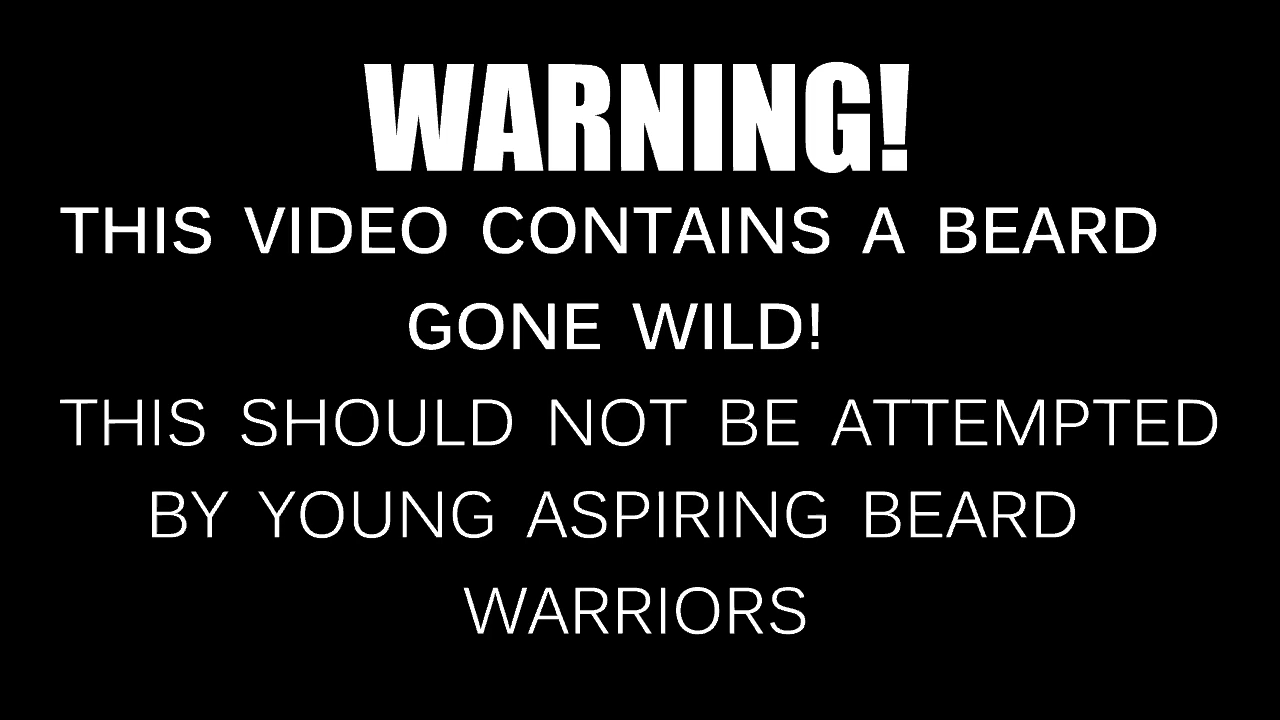 WARNING!
THIS VIDEO CONTAINS A BEARD
GONE WILD!
THIS SHOULD NOT BE ATTEMPTED
BY YOUNG ASPIRING BEARD
WARRIORS